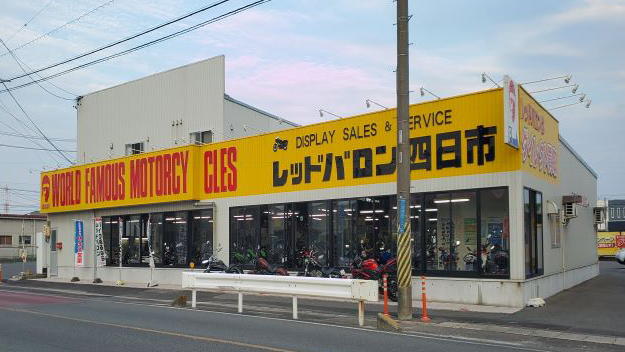 WORLD FAMOUS MOTORCYCLES
DISPLAY SALES & SERVICE
レッドバロン四日市